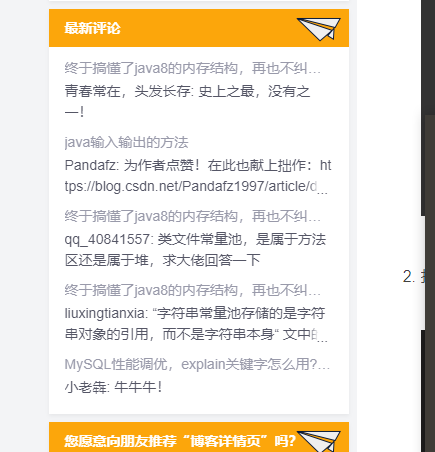 最新评论
终于搞懂了java8的内存结构，再也不纠...
青春常在，头发长存: 史上之最，没有之
一！
java输入输出的方法
Pandafz: 为作者点赞！在此也献上拙作：ht
tps://blog.csdn.net/Pandafz1997/article/d...
终于搞懂了java8的内存结构，再也不纠...
qq_40841557: 类文件常量池，是属于方法
区还是属于堆，求大佬回答一下
终于搞懂了java8的内存结构，再也不纠...
liuxingtianxia: “字符串常量池存储的是字符
串对象的引用，而不是字符串本身“ 文中的...
MySQL性能调优，explain关键字怎么用?...
小老犇: 牛牛牛！
您愿意向朋友推荐“博客详情页”吗？
2.